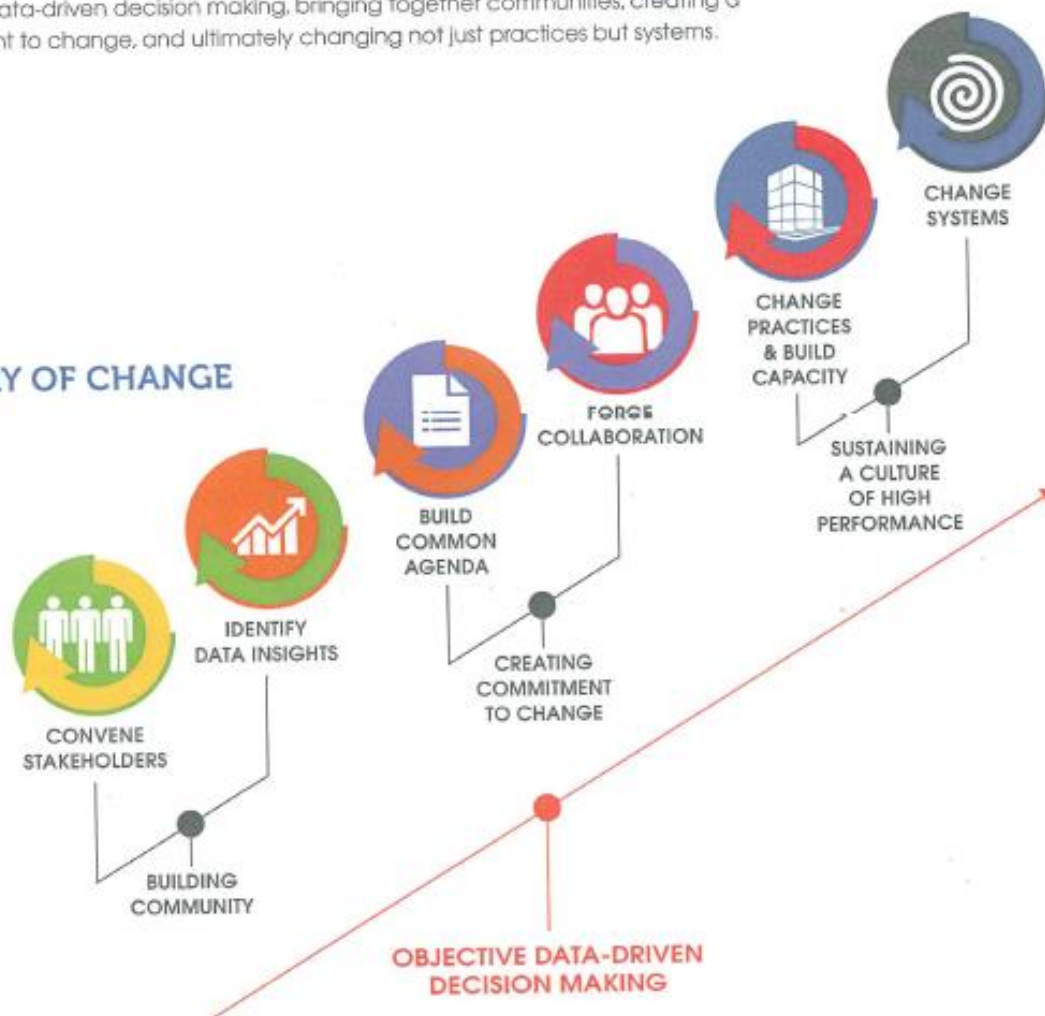 ata-driven decision making, bringing together communities, creating a
nt to change, and ultimately changing not just practices but systems.
CHANGE
SYSTEMS
CHANGE
PRACTICES
& BUILD
CAPACITY
Y OF CHANGE
FORGE
COLLABORATION
SUSTAINING
A CULTURE
OF HIGH
PERFORMANCE
BUILD
COMMON
AGENDA
IDENTIFY
DATA INSIGHTS
CREATING
COMMITMENT
TO CHANGE
CONVENE
STAKEHOLDERS
BUILDING
COMMUNITY
OBJECTIVE DATA-DRIVEN
DECISION MAKING